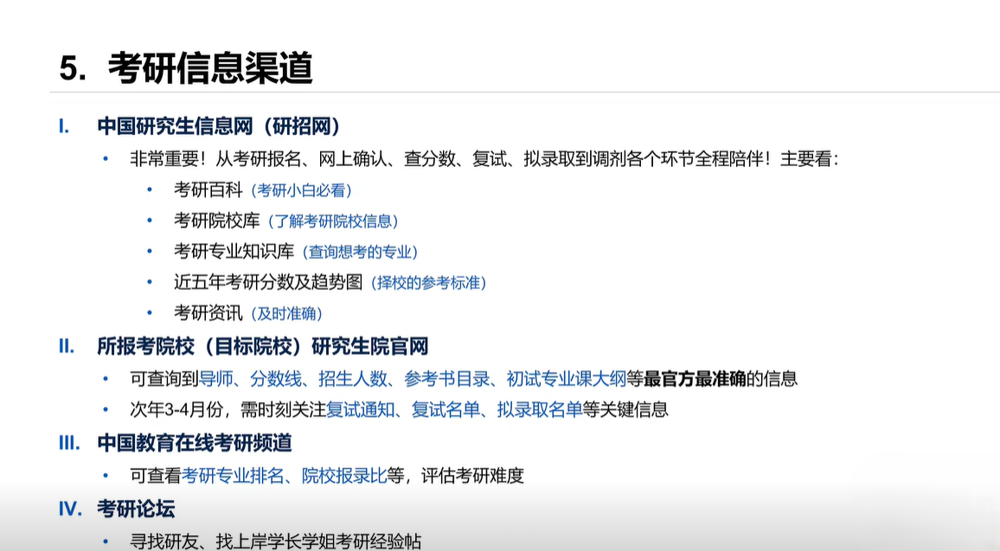 5. 考研信息渠道
I. 中国研究生信息网（研招网）
• 非常重要！从考研报名、网上确认、查分数、复试、拟录取到调剂各个环节全程陪伴！主要看：
• 考研百科（考研小白必看）
• 考研院校库（了解考研院校信息）
• 考研专业知识库（查询想考的专业）
• 近五年考研分数及趋势图（择校的参考标准）
• 考研资讯（及时准确）
II. 所报考院校（目标院校）研究生院官网
• 可查询到导师、分数线、招生人数、参考书目录、初试专业课大纲等最官方最准确的信息
• 次年3-4月份，需时刻关注复试通知、复试名单、拟录取名单等关键信息
III. 中国教育在线考研频道
• 可查看考研专业排名、院校报录比等，评估考研难度
IV. 考研论坛
• 寻找研友、找上岸学长学姐考研经验帖